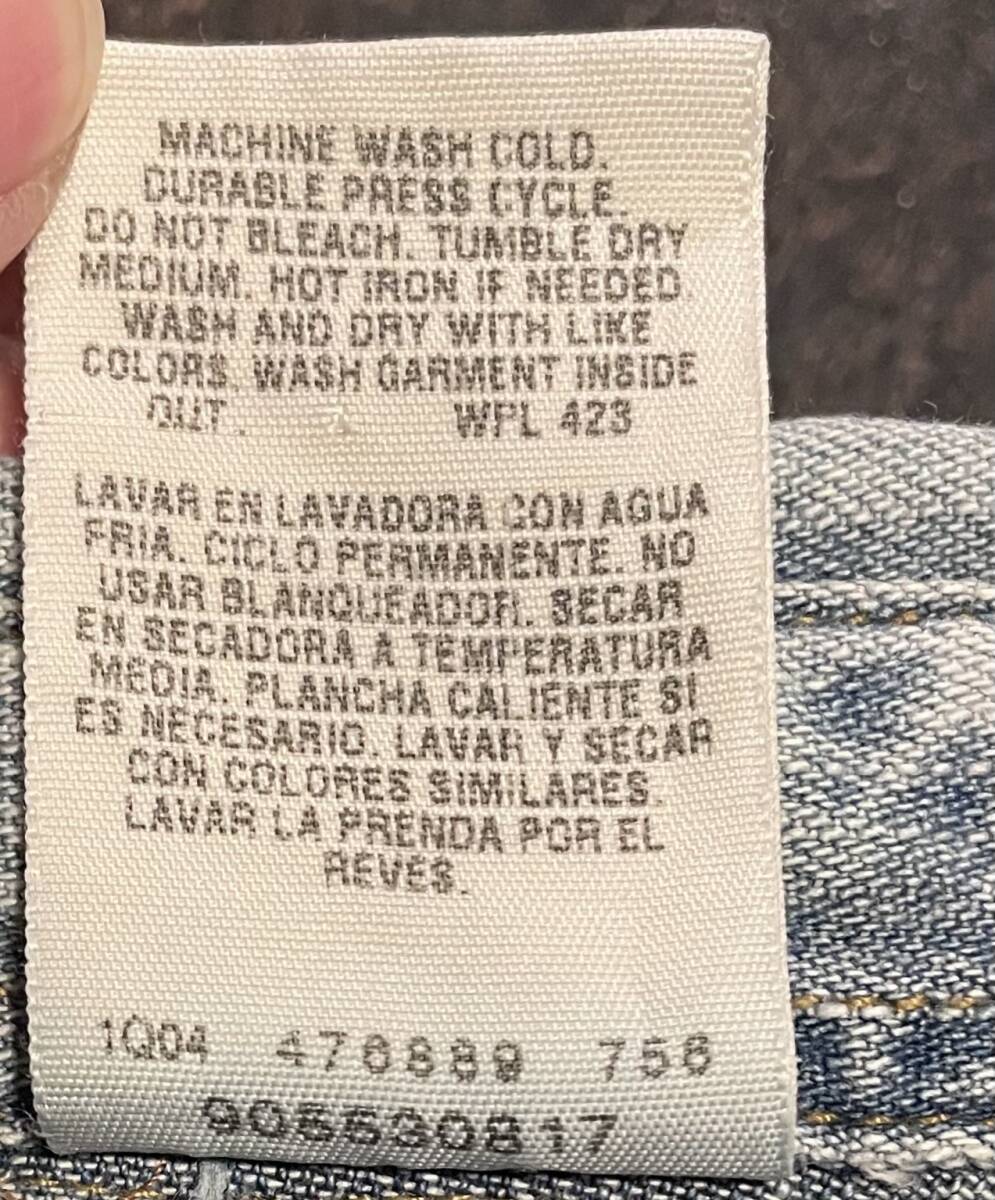 MACHINE WASH COLD.
DURABLE PRESS CYCLE.
DO NOT BLEACH. TUMBLE DRY
MEDIUM. HOT IRON IF NEEDED.
WASH AND DRY WITH LIKE
COLORS. WASH GARMENT INSIDE
OUT. WPL 423
LAVAR EN LAVADORA CON AGUA
FRIA. CICLO PERMANENTE. NO
USAR BLANQUEADOR. SECAR
EN SECADORA A TEMPERATURA
MEDIA. PLANCHA CALIENTE SI
ES NECESARIO. LAVAR Y SECAR
CON COLORES SIMILARES.
LAVAR LA PRENDA POR EL
REVES.
1Q04